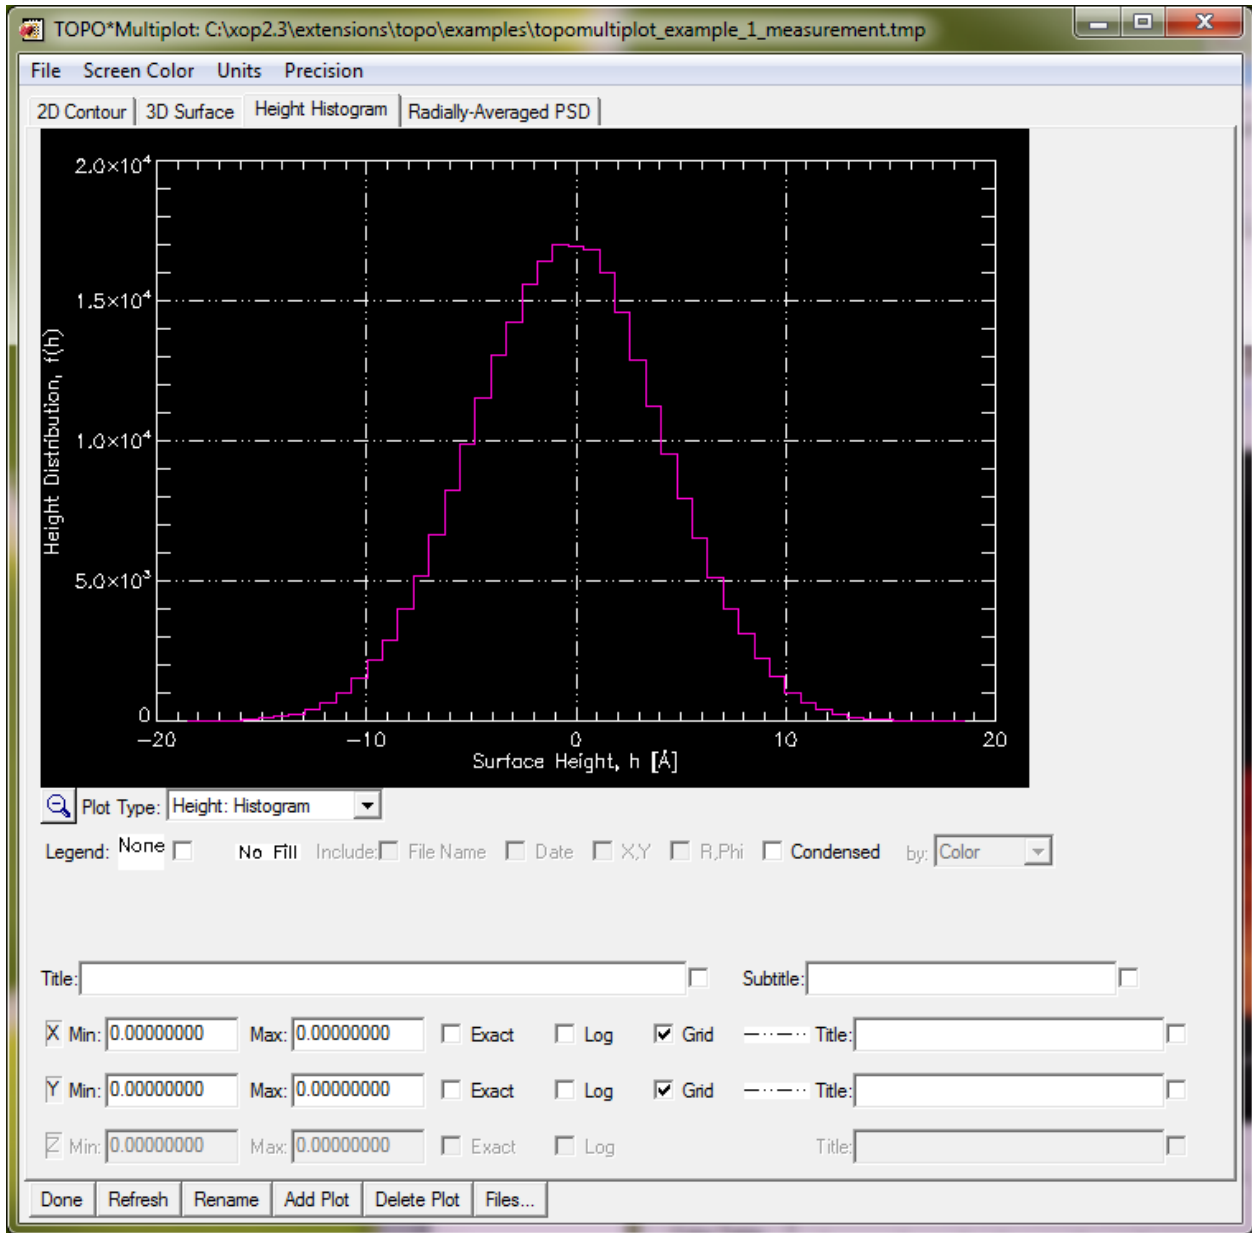 TOPO*Multiplot: C:\xop2.3\extensions\topo\examples\topomultiplot_example_1_measurement.tmp
File Screen Color Units Precision
2D Contour 3D Surface Height Histogram Radially-Averaged PSD
2.0×10⁴
1.5×10⁴
1.0×10⁴
5.0×10³
0
Height Distribution, f(h)
−20 −10 0 10 20
Surface Height, h [Å]
Plot Type: Height: Histogram
Legend: None No Fill Include: File Name Date X,Y R,Phi Condensed by: Color
Title: Subtitle:
X Min: 0.00000000 Max: 0.00000000 Exact Log Grid Title:
Y Min: 0.00000000 Max: 0.00000000 Exact Log Grid Title:
Z Min: 0.00000000 Max: 0.00000000 Exact Log Title:
Done Refresh Rename Add Plot Delete Plot Files...